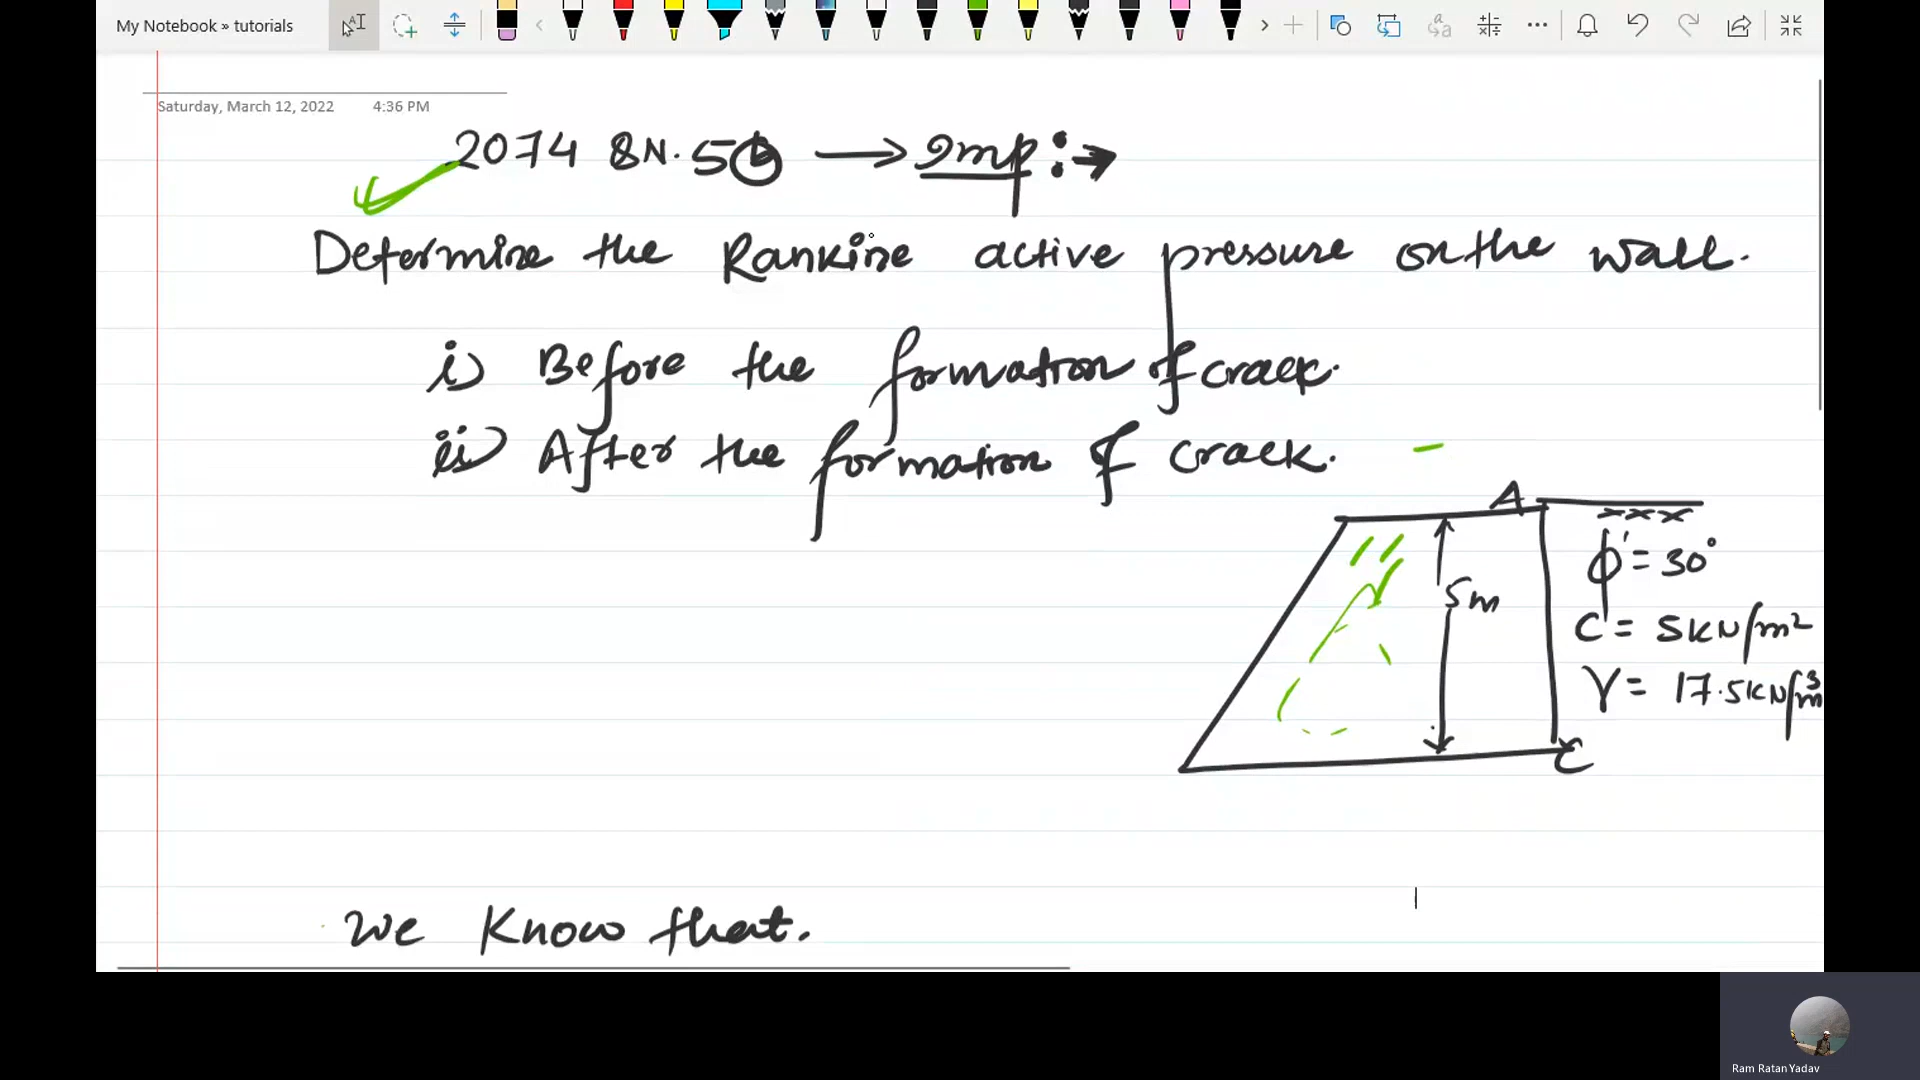 My Notebook » tutorials
Saturday, March 12, 2022 4:36 PM
2074 QN. 5(b) → Imp :→
Determine the Rankine active pressure on the wall.
i) Before the formation of crack.
ii) After the formation of crack. -
A
ϕ' = 30°
5m
C' = 5KN/m²
γ = 17.5KN/m³
C
We Know that.
Ram Ratan Yadav